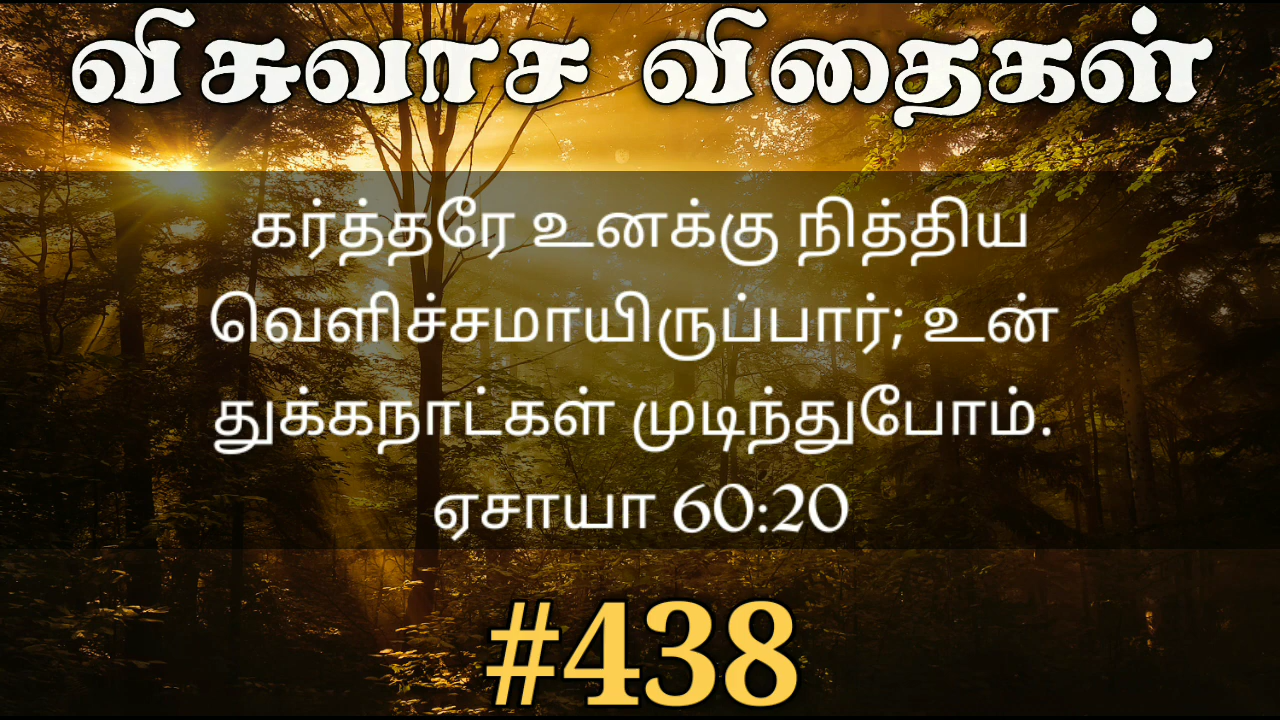 விசுவாச விதைகள்
கர்த்தரே உனக்கு நித்திய
வெளிச்சமாயிருப்பார்; உன்
துக்கநாட்கள் முடிந்துபோம்.
ஏசாயா 60:20
#438